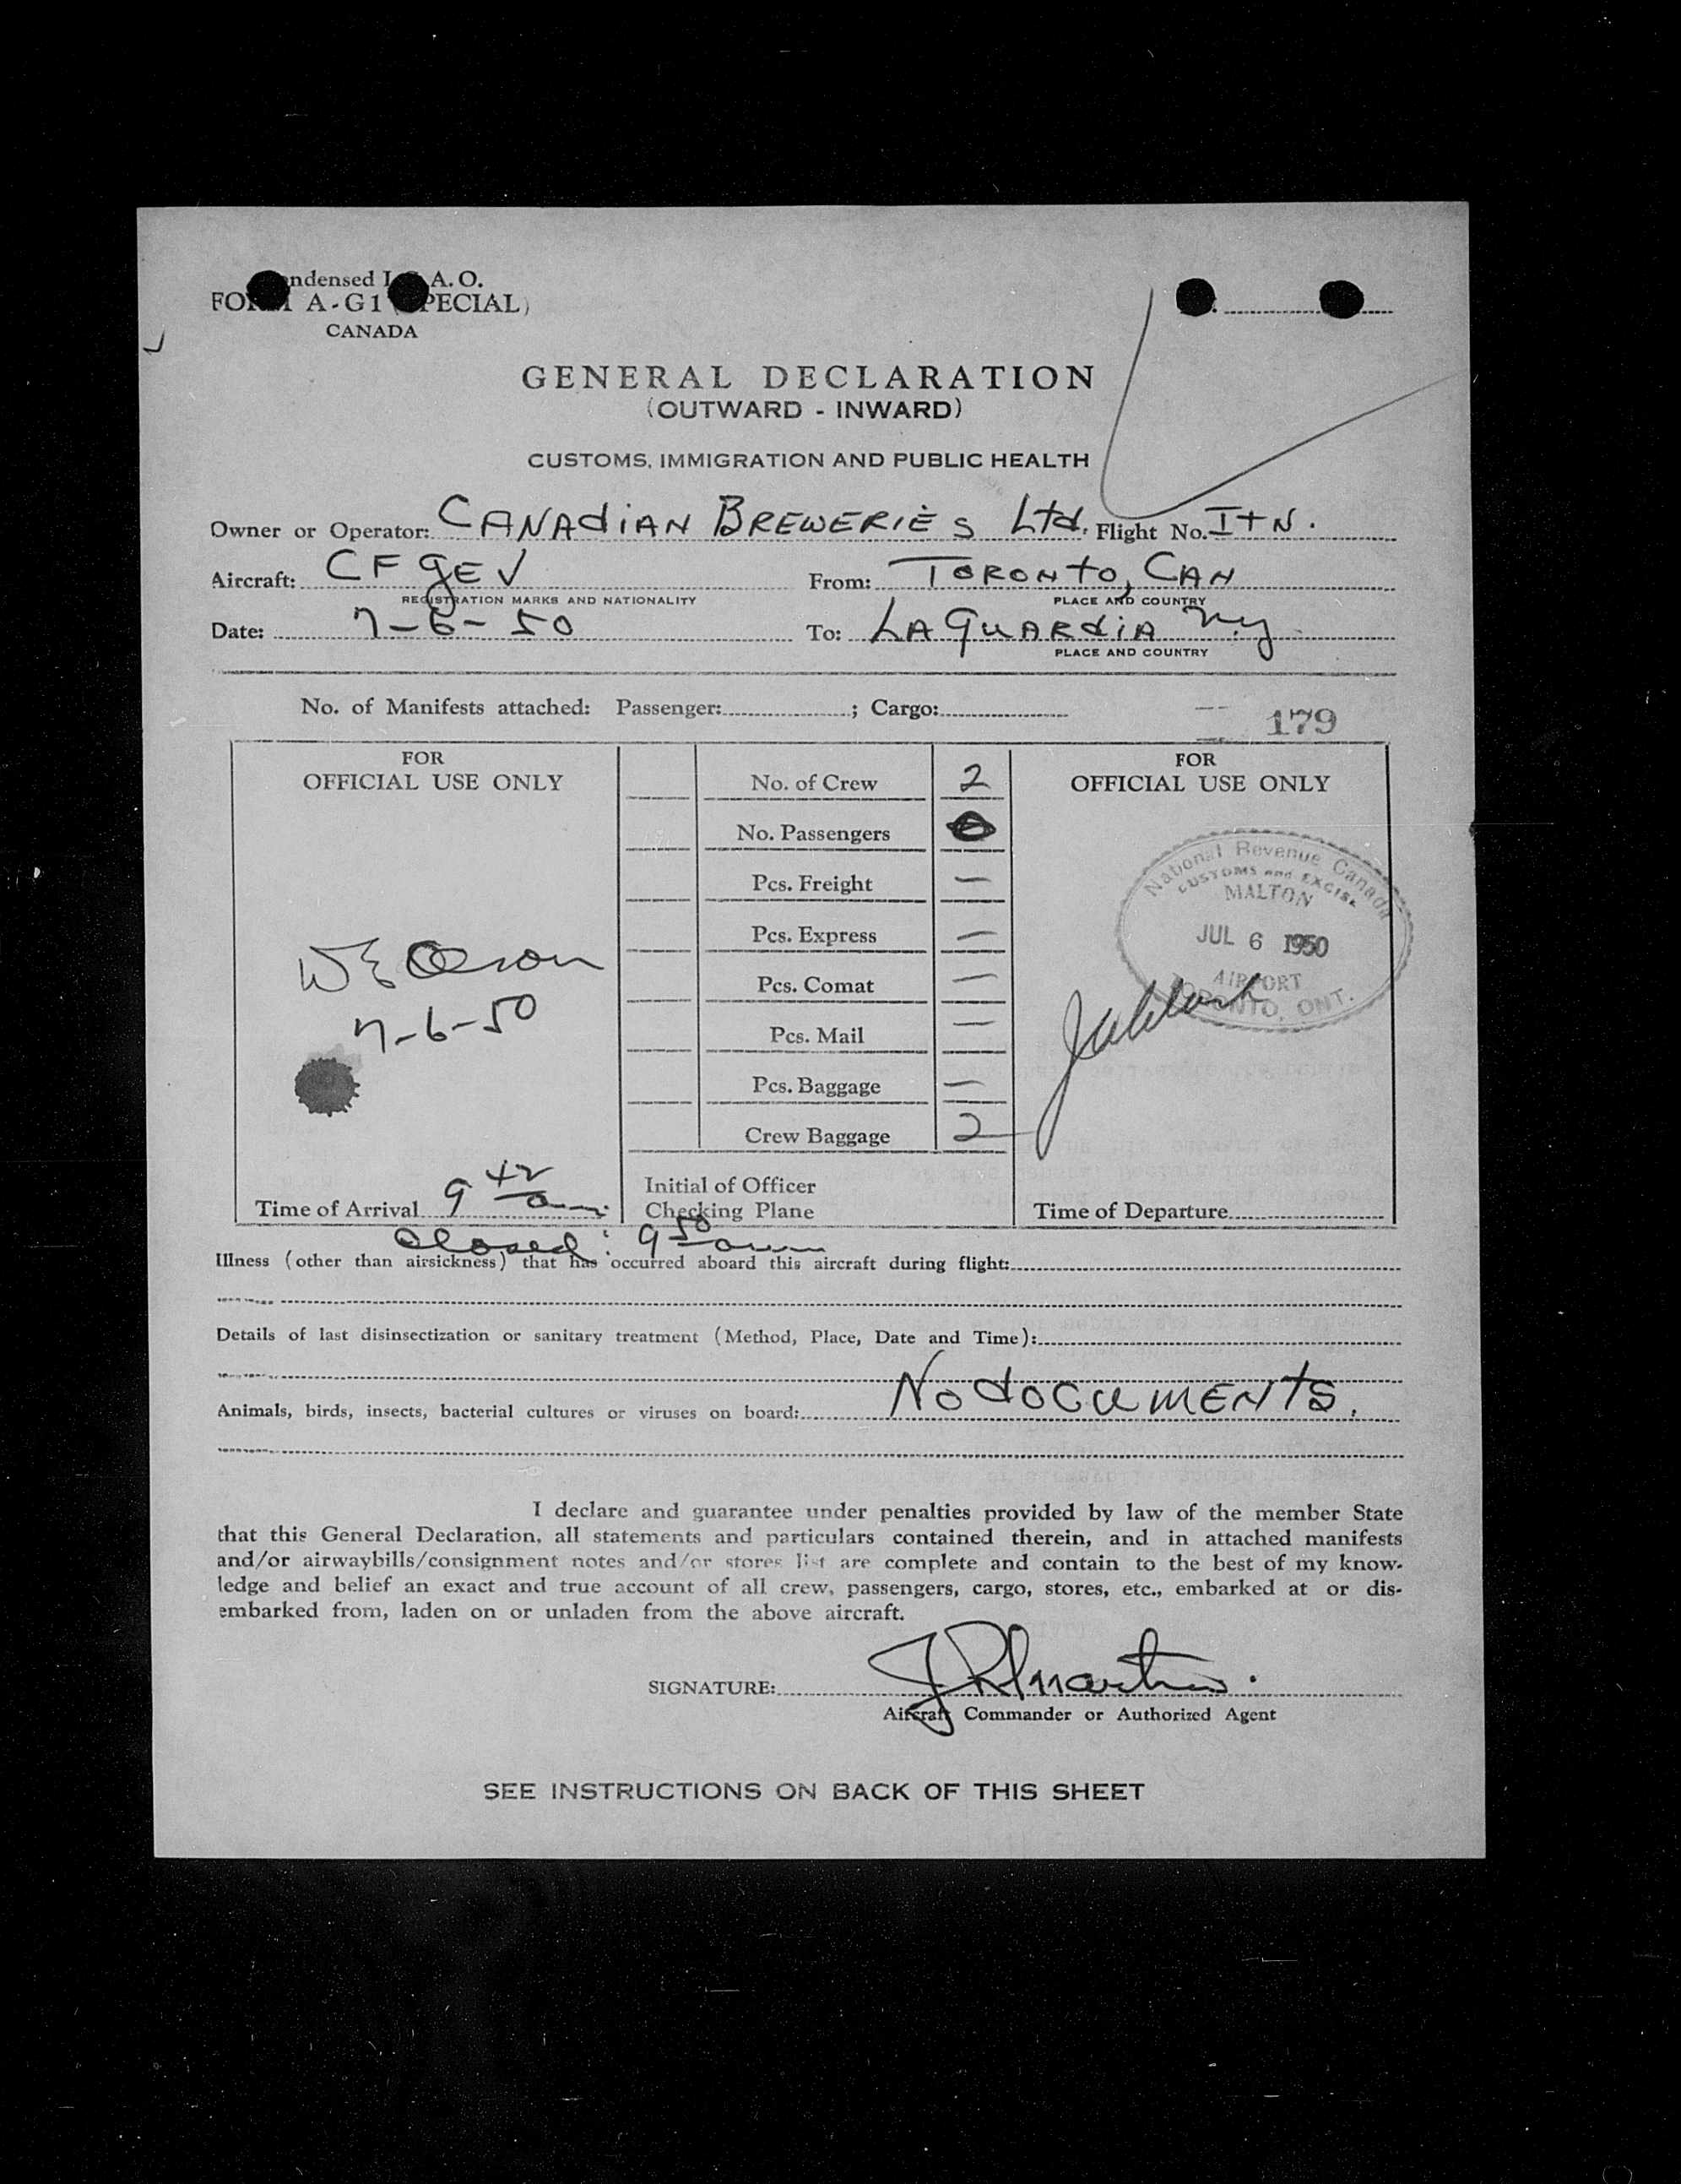 ndensed I A. O.
FORM A-G1 (SPECIAL)
CANADA
GENERAL DECLARATION
(OUTWARD - INWARD)
CUSTOMS, IMMIGRATION AND PUBLIC HEALTH
Owner or Operator: CANAdiAN BREWERIES Ltd. Flight No. ItN.
Aircraft: CF gEV From: TORONtO, CAN
REGISTRATION MARKS AND NATIONALITY PLACE AND COUNTRY
Date: 7-6-50 To: LA GUARdiA N.y
PLACE AND COUNTRY
No. of Manifests attached: Passenger: ; Cargo:
179
FOR
OFFICIAL USE ONLY
7-6-50
Time of Arrival 9 42 am.
No. of Crew 2
No. Passengers 0
Pcs. Freight —
Pcs. Express —
Pcs. Comat —
Pcs. Mail —
Pcs. Baggage —
Crew Baggage 2
Initial of Officer
Checking Plane
FOR
OFFICIAL USE ONLY
National Revenue Canada
CUSTOMS and EXCISE
MALTON
JUL 6 1950
AIRPORT
TORONTO, ONT.
Time of Departure
Closed: 9 50 am
Illness (other than airsickness) that has occurred aboard this aircraft during flight:
Details of last disinsectization or sanitary treatment (Method, Place, Date and Time):
No dOCUMENtS.
Animals, birds, insects, bacterial cultures or viruses on board:
I declare and guarantee under penalties provided by law of the member State
that this General Declaration, all statements and particulars contained therein, and in attached manifests
and/or airwaybills/consignment notes and/or stores list are complete and contain to the best of my know-
ledge and belief an exact and true account of all crew, passengers, cargo, stores, etc., embarked at or dis-
embarked from, laden on or unladen from the above aircraft.
SIGNATURE: JRMartin.
Aircraft Commander or Authorized Agent
SEE INSTRUCTIONS ON BACK OF THIS SHEET